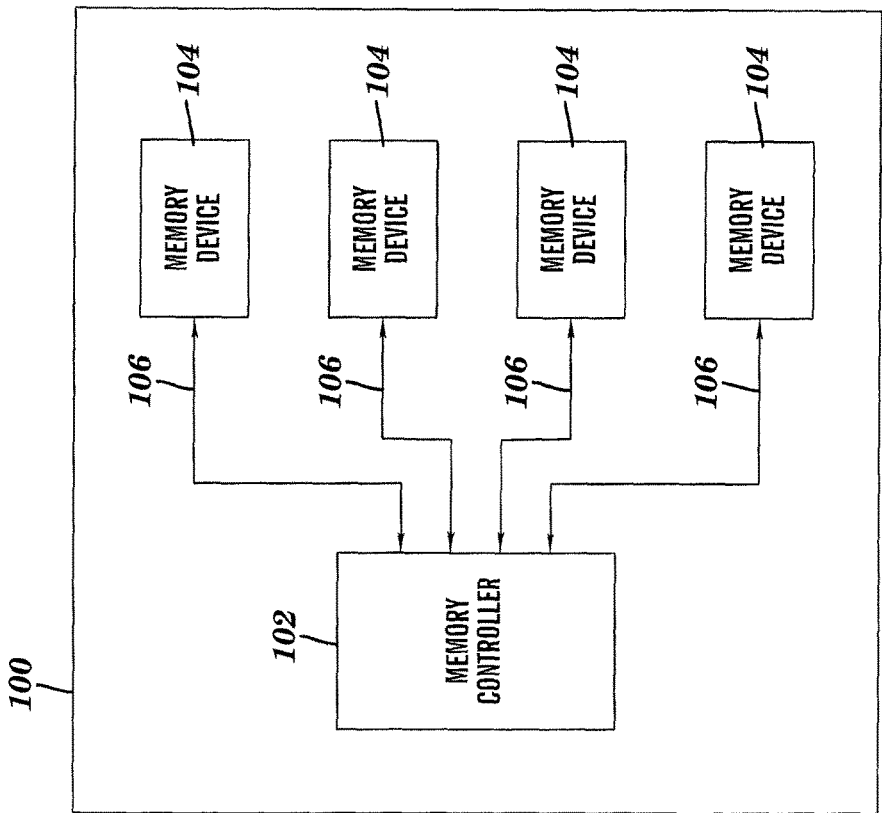 100
102
MEMORY
CONTROLLER
106
106
106
106
MEMORY
DEVICE
104
MEMORY
DEVICE
104
MEMORY
DEVICE
104
MEMORY
DEVICE
104